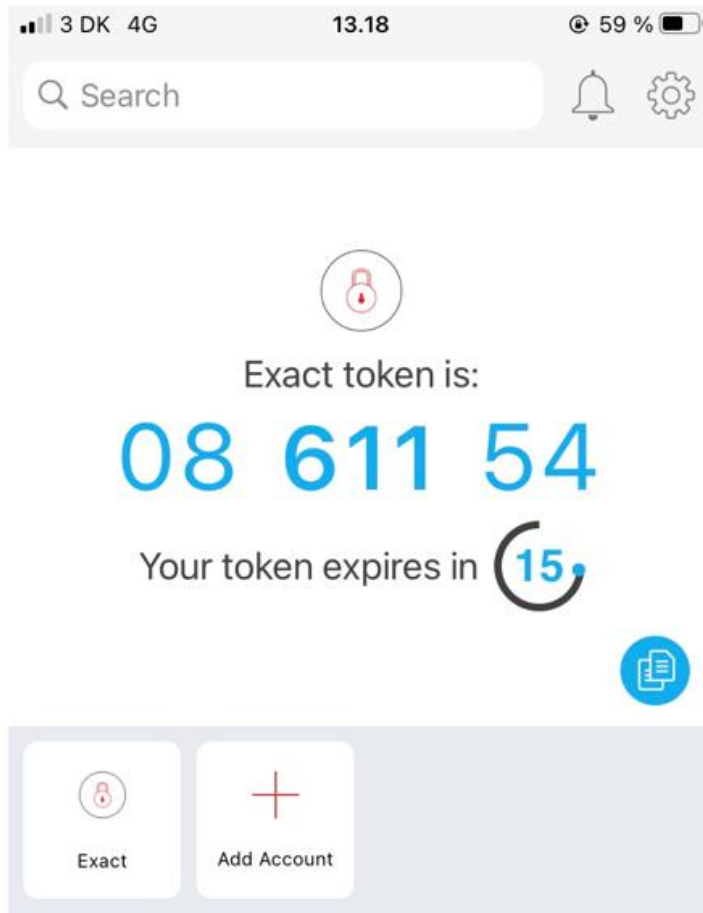 3 DK 4G 13.18 59 %
Search
Exact token is:
08 611 54
Your token expires in 15
Exact Add Account